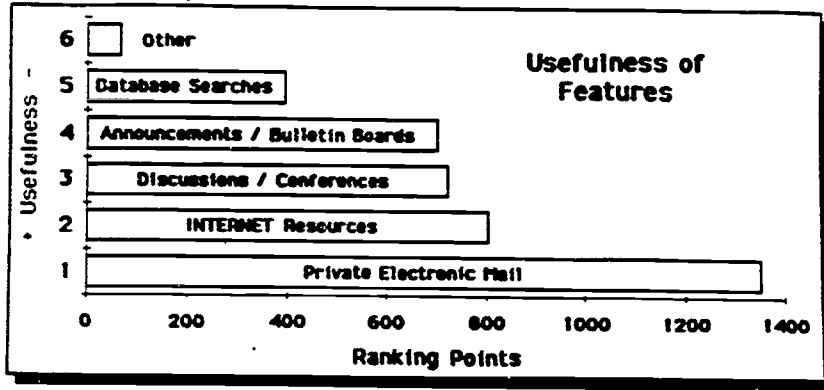 Usefulness of
Features
+ Usefulness -
6 Other
5 Database Searches
4 Announcements / Bulletin Boards
3 Discussions / Conferences
2 INTERNET Resources
1 Private Electronic Mail
0 200 400 600 800 1000 1200 1400
Ranking Points